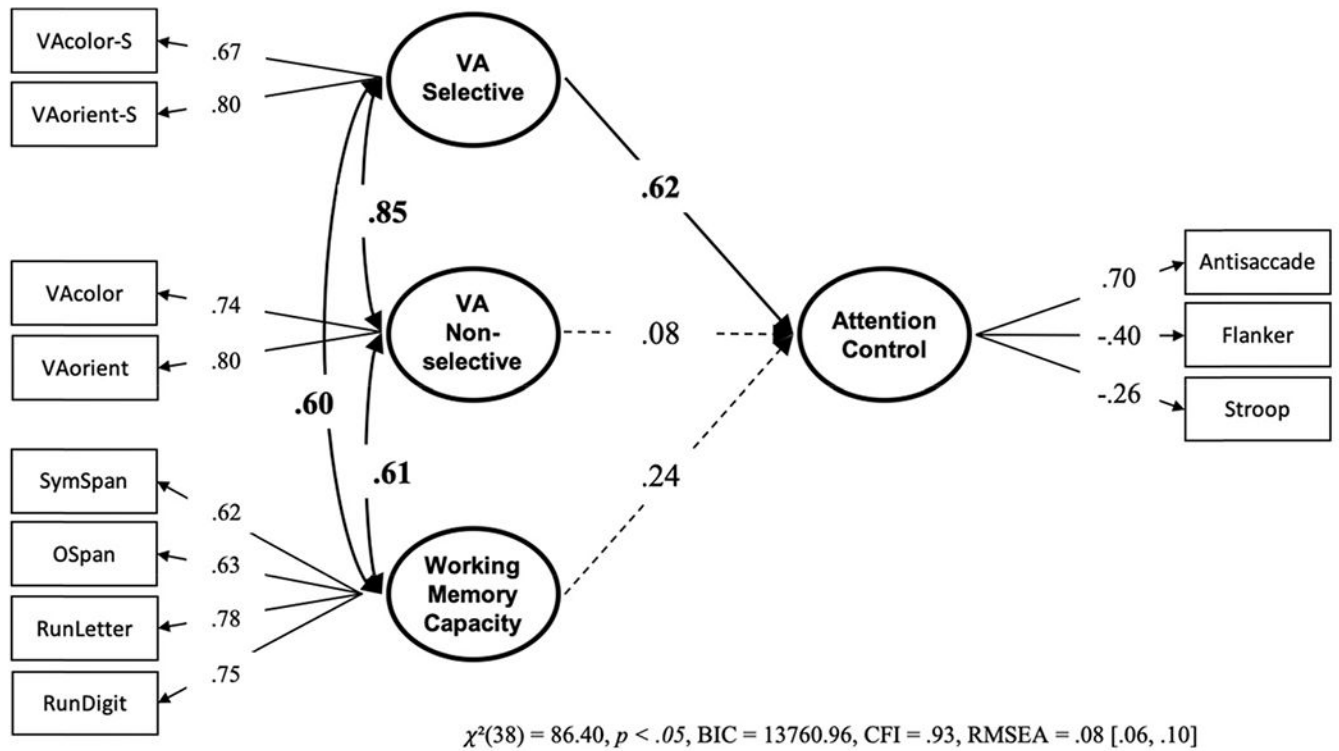 VAcolor-S
.67
VAorient-S
.80
VA
Selective
.62
.85
VAcolor
.74
VAorient
.80
VA
Non-
selective
.08
Attention
Control
.70
Antisaccade
-.40
Flanker
-.26
Stroop
.60
.61
.24
SymSpan
.62
OSpan
.63
RunLetter
.78
RunDigit
.75
Working
Memory
Capacity
χ²(38) = 86.40, p < .05, BIC = 13760.96, CFI = .93, RMSEA = .08 [.06, .10]